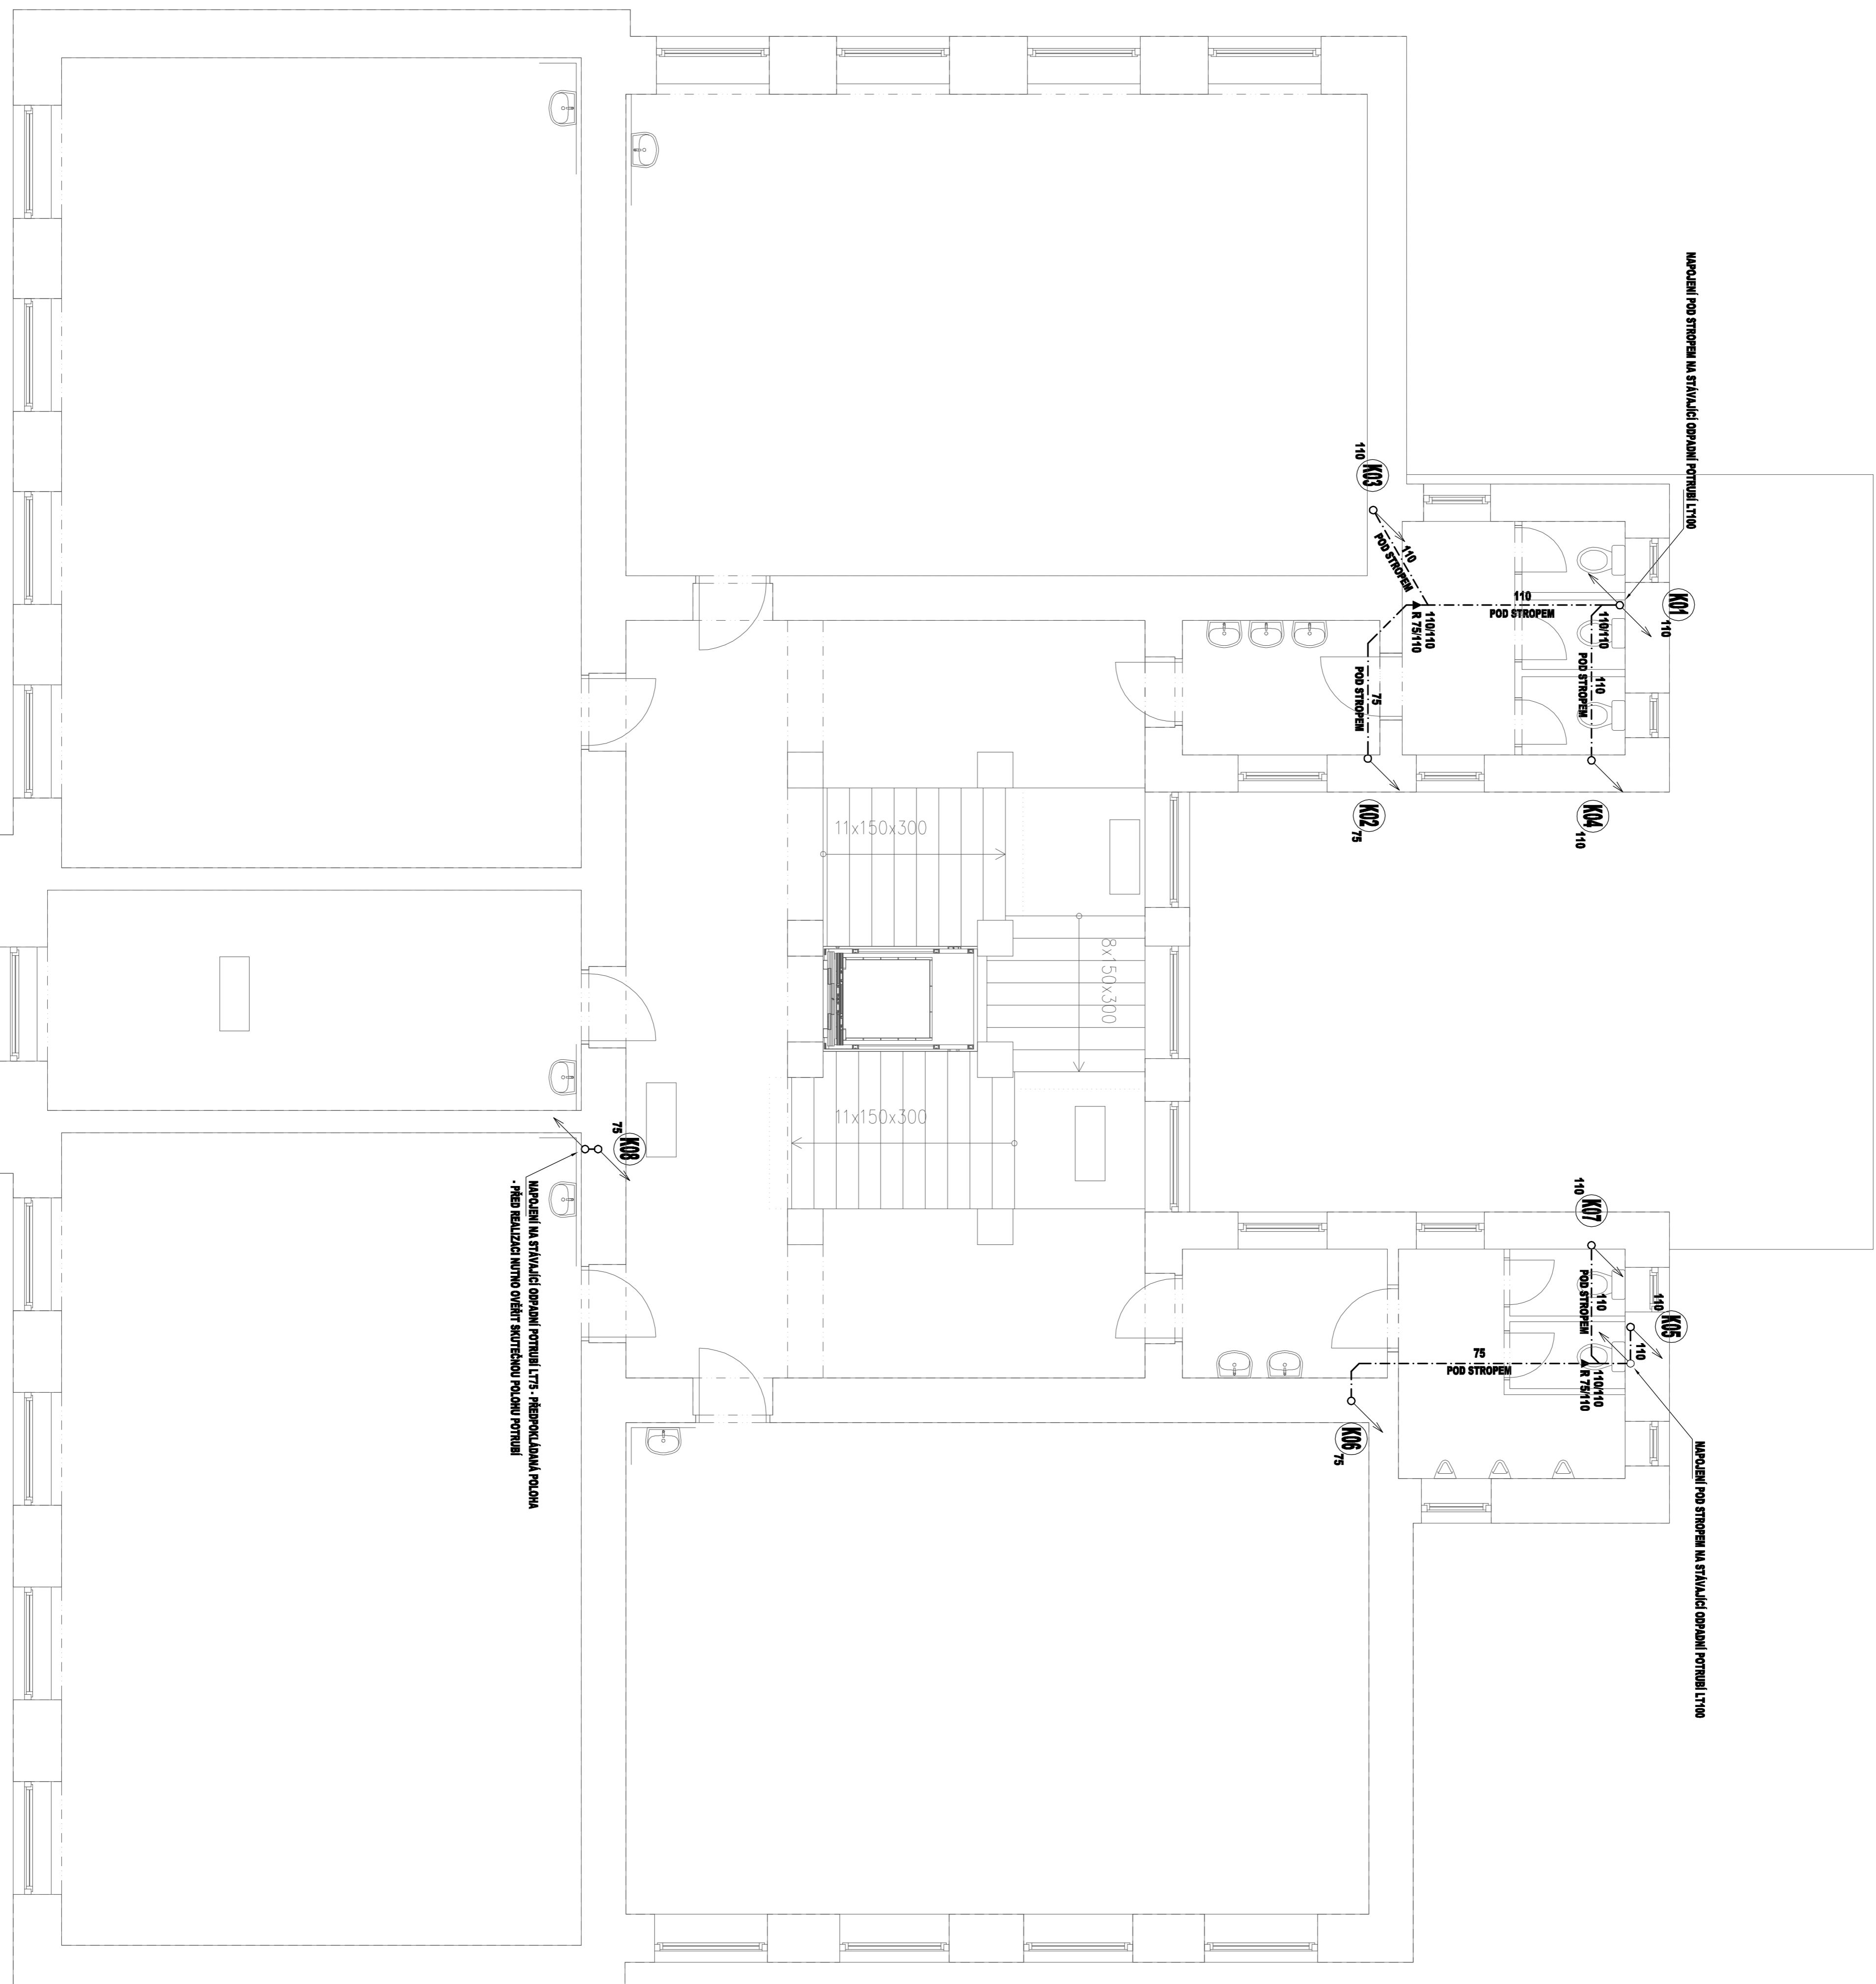 NAPOJENÍ POD STROPEM NA STÁVAJÍCÍ ODPADNÍ POTRUBÍ LT100
K03
110
110
POD STROPEM
K01
110
110
POD STROPEM
110/110
110/110
R 75/110
110
POD STROPEM
75
POD STROPEM
K02
75
K04
110
11x150x300
8x150x300
11x150x300
K08
75
NAPOJENÍ NA STÁVAJÍCÍ ODPADNÍ POTRUBÍ LT75 - PŘEDPOKLÁDANÁ POLOHA
- PŘED REALIZACI NUTNO OVĚŘIT SKUTEČNOU POLOHU POTRUBÍ
K07
110
110
POD STROPEM
K05
110
110
110/110
R 75/110
75
POD STROPEM
K06
75
NAPOJENÍ POD STROPEM NA STÁVAJÍCÍ ODPADNÍ POTRUBÍ LT100